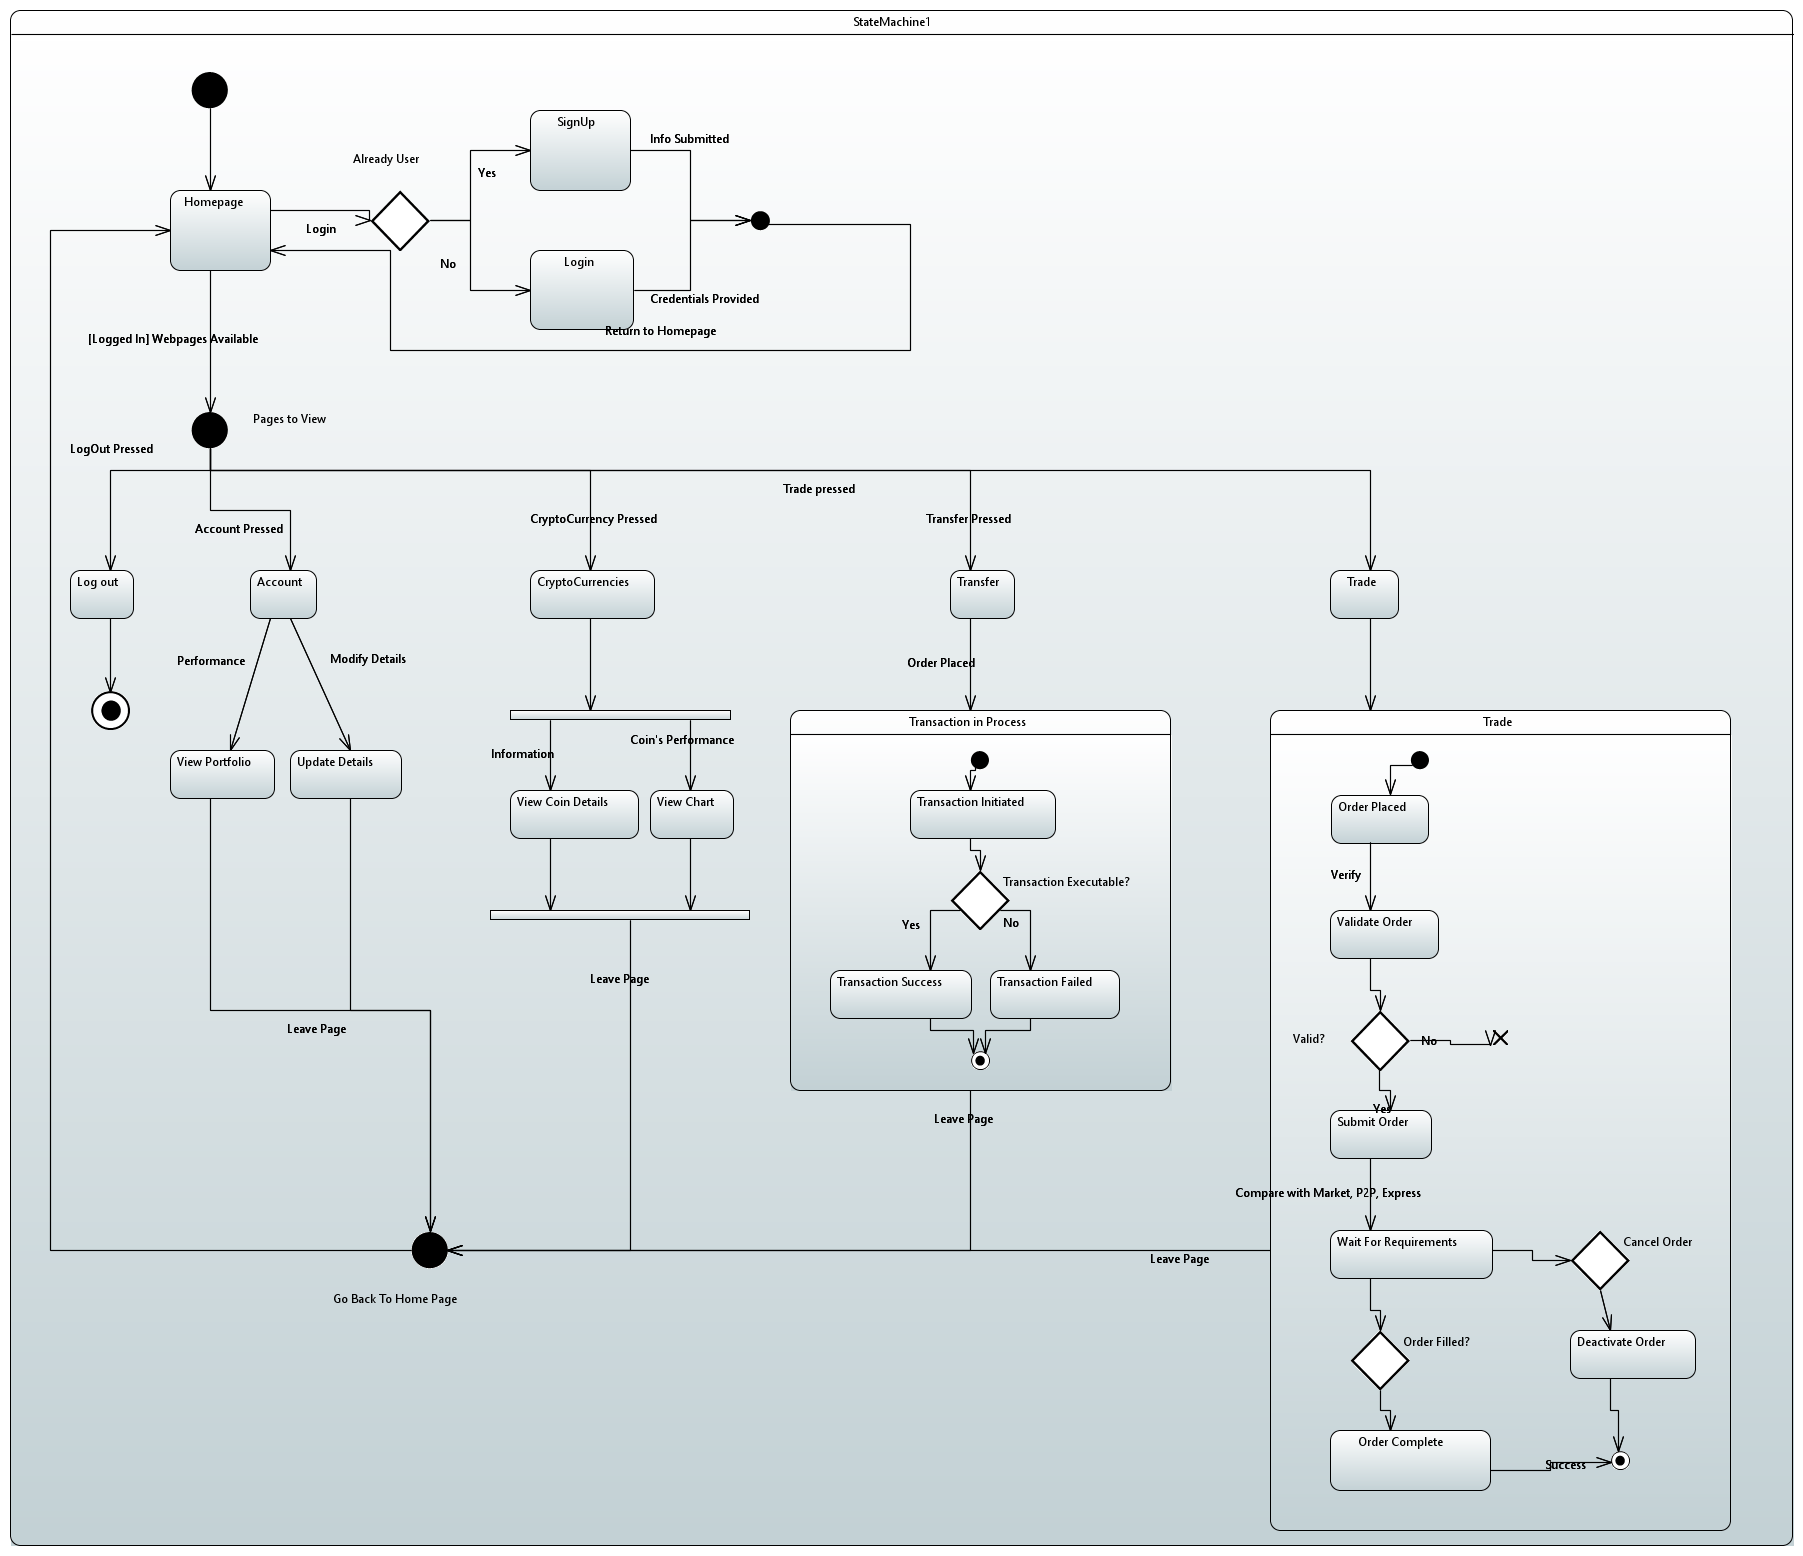 StateMachine1
SignUp
Info Submitted
Already User
Yes
Homepage
Login
No
Login
Credentials Provided
Return to Homepage
[Logged In] Webpages Available
Pages to View
LogOut Pressed
Trade pressed
Account Pressed
CryptoCurrency Pressed
Transfer Pressed
Log out
Account
CryptoCurrencies
Transfer
Trade
Performance
Modify Details
Order Placed
Transaction in Process
Trade
Information
Coin's Performance
View Portfolio
Update Details
View Coin Details
View Chart
Transaction Initiated
Order Placed
Verify
Transaction Executable?
Yes
No
Validate Order
Leave Page
Transaction Success
Transaction Failed
Leave Page
Valid?
No
Yes
Submit Order
Leave Page
Compare with Market, P2P, Express
Wait For Requirements
Cancel Order
Leave Page
Go Back To Home Page
Order Filled?
Deactivate Order
Order Complete
Success